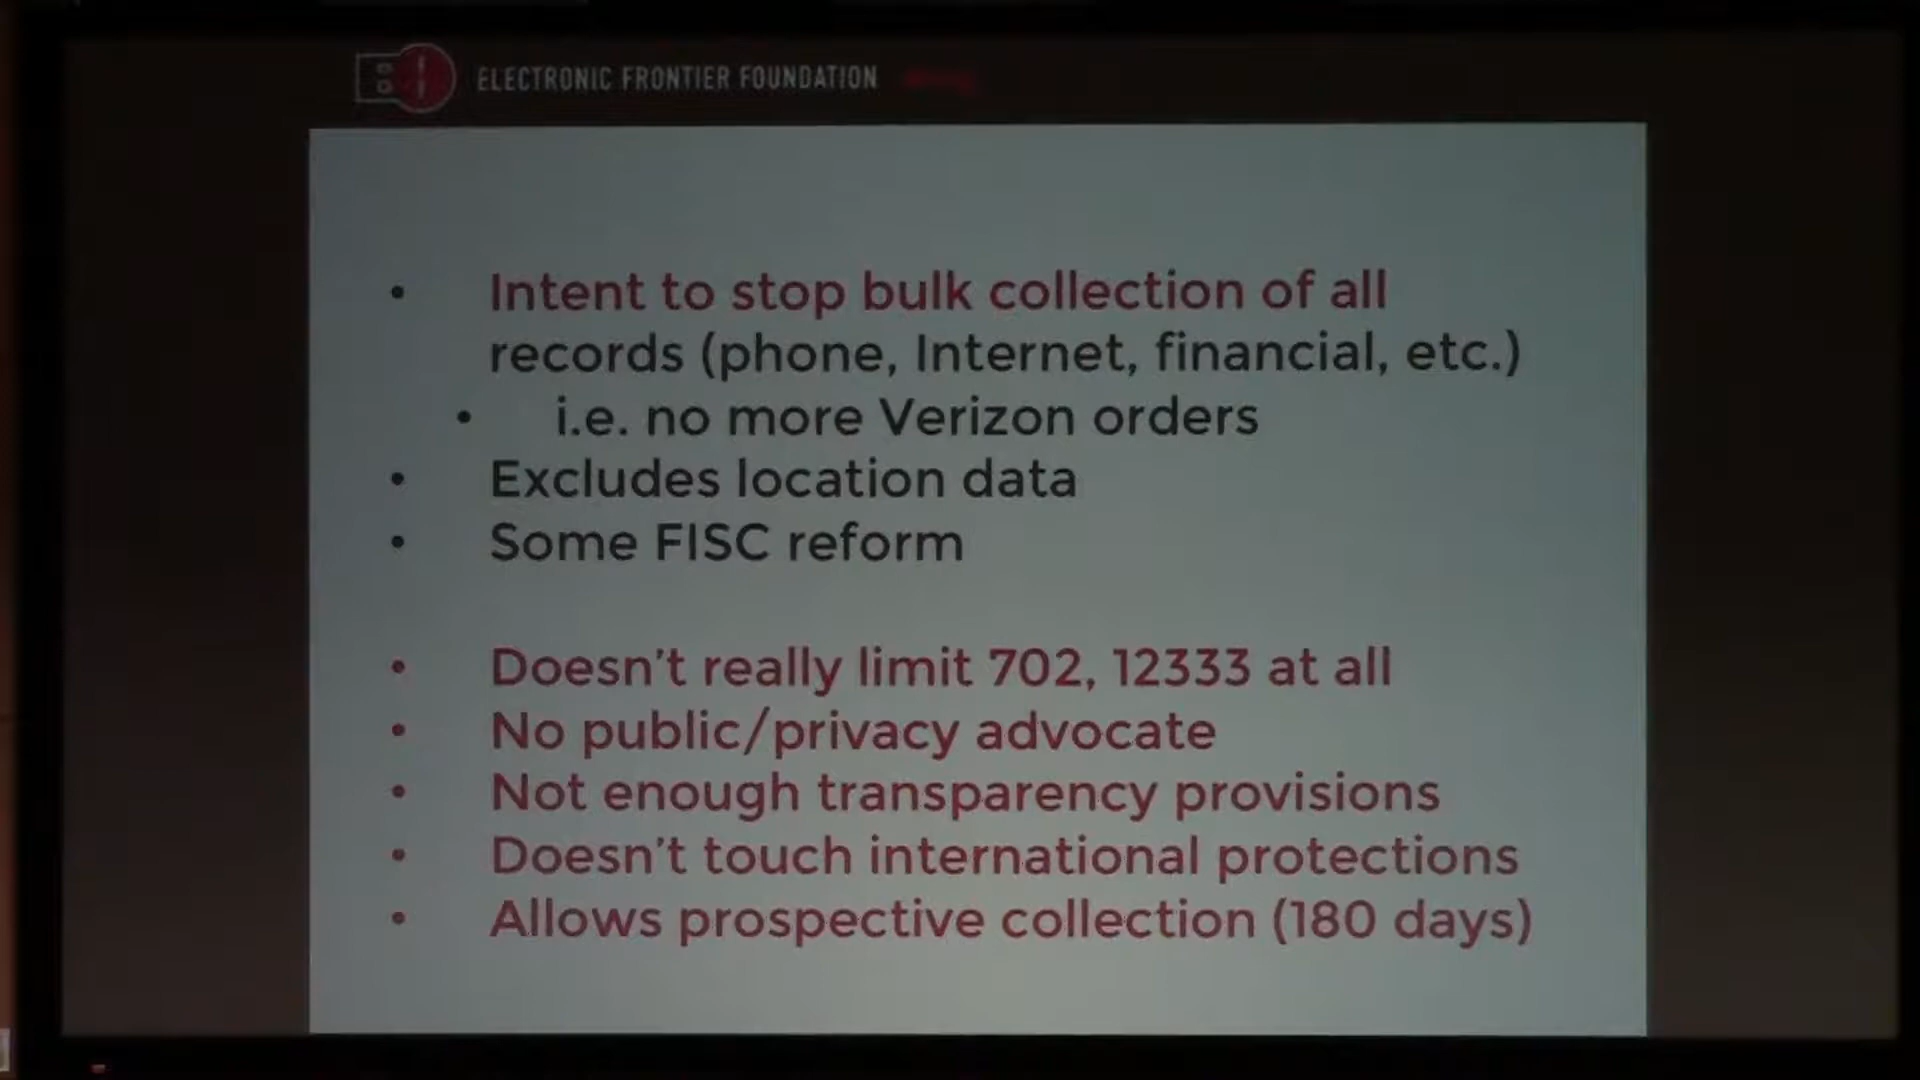 ELECTRONIC FRONTIER FOUNDATION
• Intent to stop bulk collection of all
records (phone, Internet, financial, etc.)
• i.e. no more Verizon orders
• Excludes location data
• Some FISC reform
• Doesn't really limit 702, 12333 at all
• No public/privacy advocate
• Not enough transparency provisions
• Doesn't touch international protections
• Allows prospective collection (180 days)